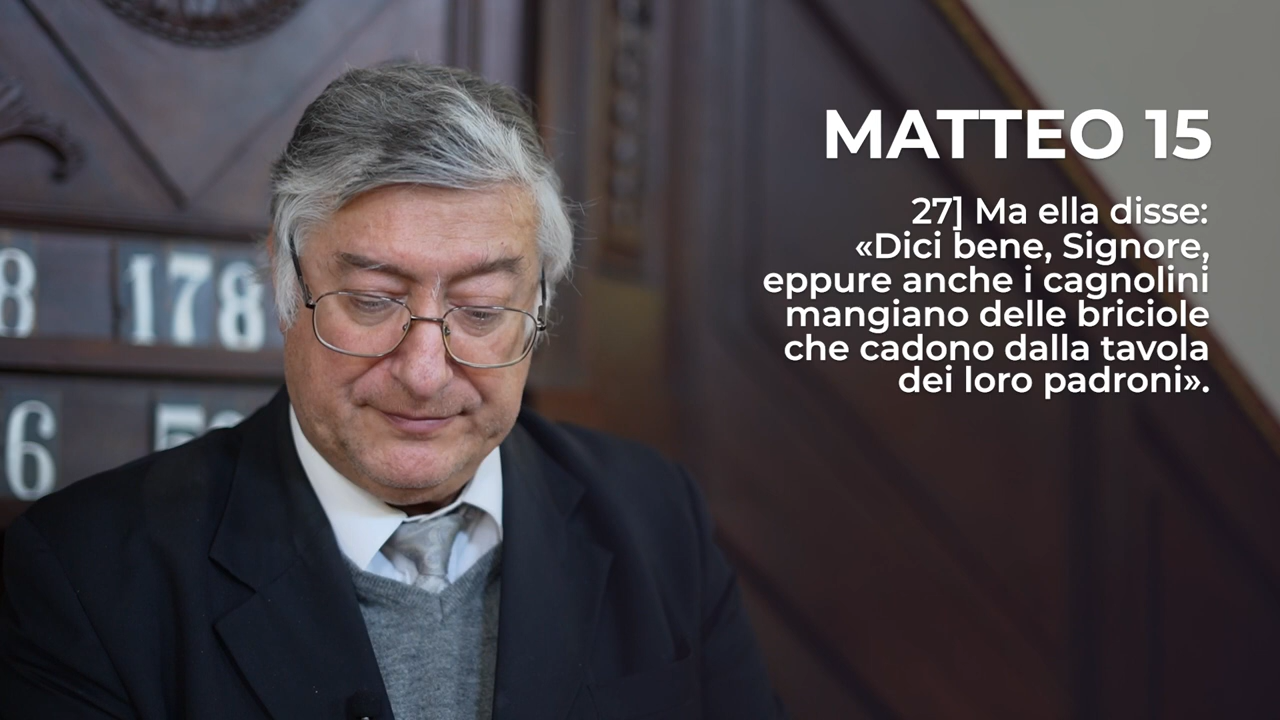 MATTEO 15
27] Ma ella disse:
«Dici bene, Signore,
eppure anche i cagnolini
mangiano delle briciole
che cadono dalla tavola
dei loro padroni».
8 178
6